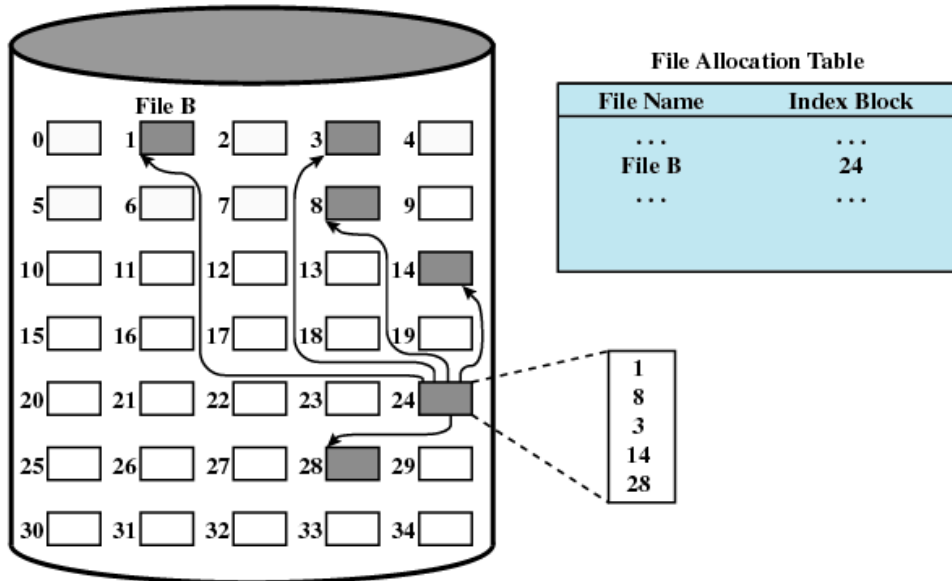 File Allocation Table
File Name Index Block
... ...
File B 24
... ...
File B
0 1 2 3 4
5 6 7 8 9
10 11 12 13 14
15 16 17 18 19
20 21 22 23 24
25 26 27 28 29
30 31 32 33 34
1
8
3
14
28